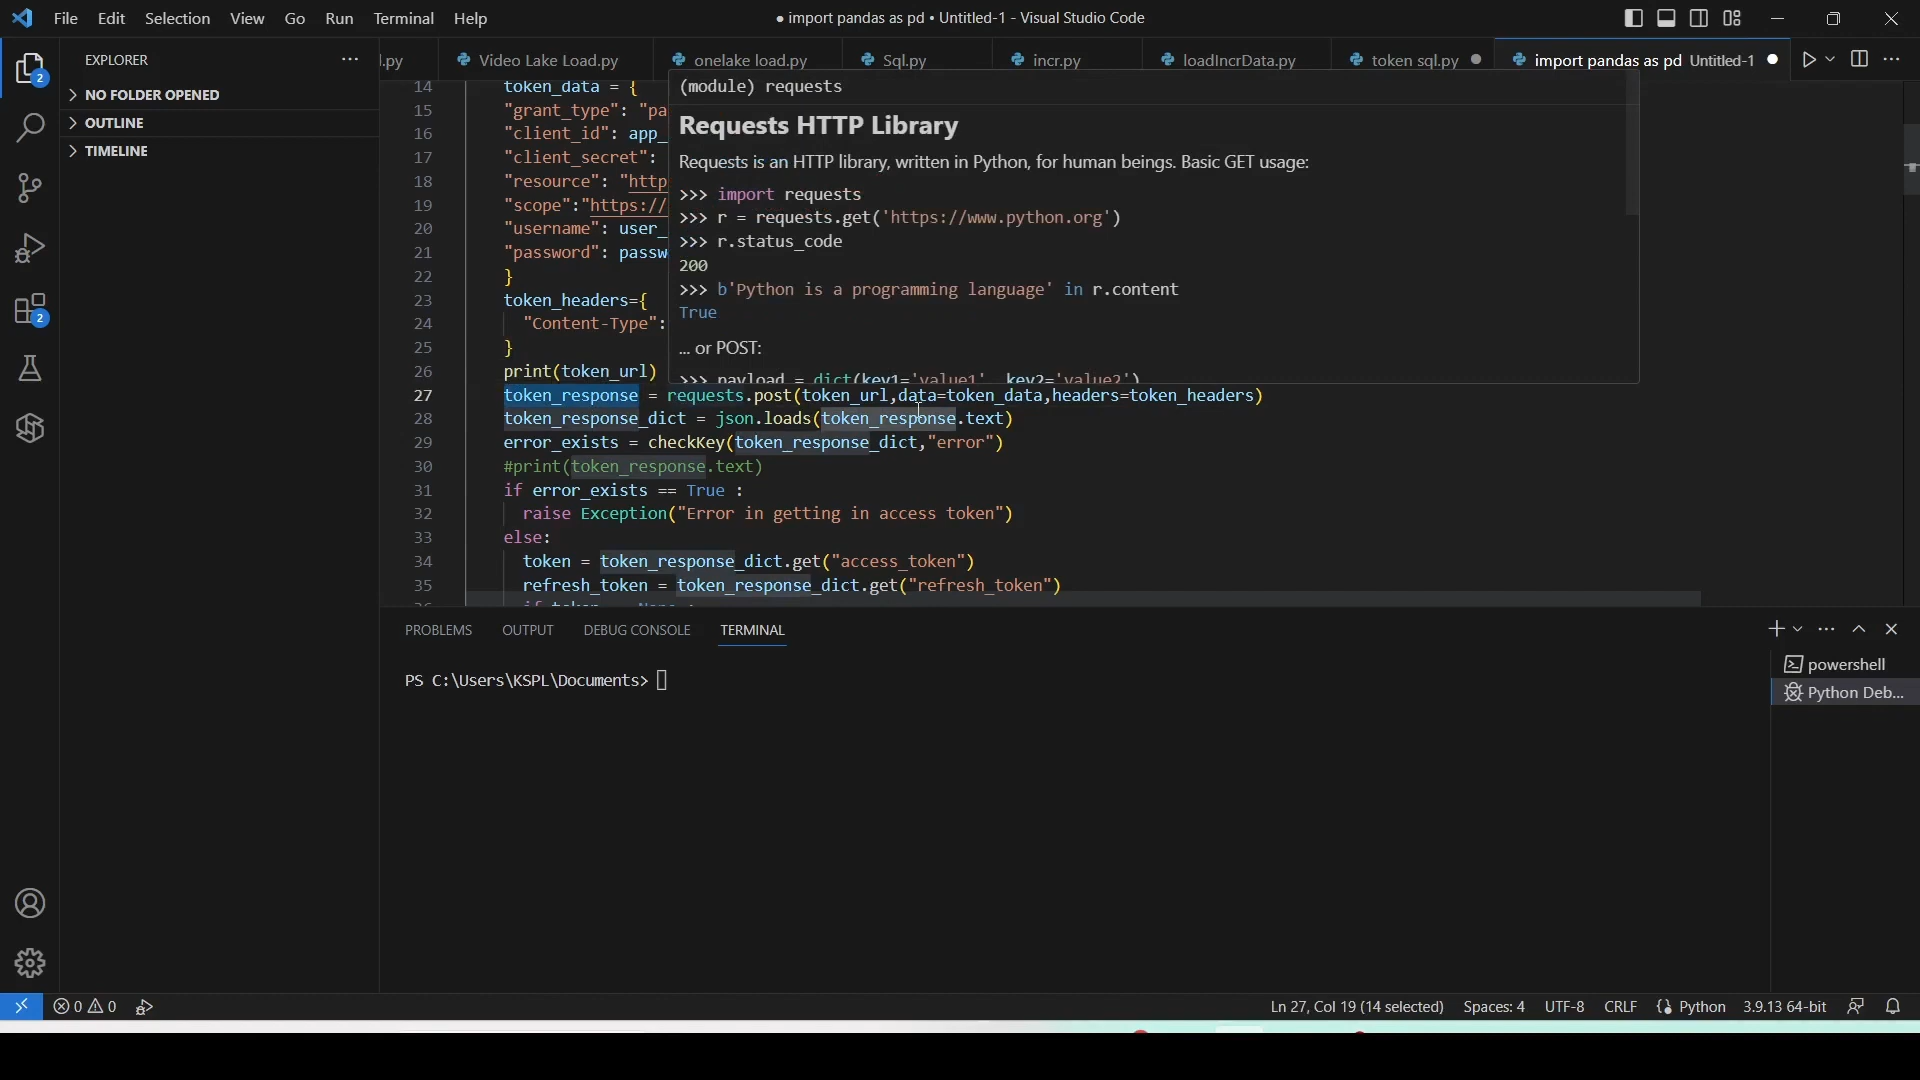 File Edit Selection View Go Run Terminal Help
● import pandas as pd • Untitled-1 - Visual Studio Code
EXPLORER
2
NO FOLDER OPENED
OUTLINE
TIMELINE
2
l.py
Video Lake Load.py
onelake load.py
Sql.py
incr.py
loadIncrData.py
token sql.py
import pandas as pd Untitled-1
14 token_data = {
15 "grant_type": "pa
16 "client_id": app_
17 "client_secret":
18 "resource": "http
19 "scope":"https://
20 "username": user_
21 "password": passw
22 }
23 token_headers={
24 "Content-Type":
25 }
26 print(token_url)
27 token_response = requests.post(token_url,data=token_data,headers=token_headers)
28 token_response_dict = json.loads(token_response.text)
29 error_exists = checkKey(token_response_dict,"error")
30 #print(token_response.text)
31 if error_exists == True :
32 raise Exception("Error in getting in access token")
33 else:
34 token = token_response_dict.get("access_token")
35 refresh_token = token_response_dict.get("refresh_token")
(module) requests
Requests HTTP Library
Requests is an HTTP library, written in Python, for human beings. Basic GET usage:
>>> import requests
>>> r = requests.get('https://www.python.org')
>>> r.status_code
200
>>> b'Python is a programming language' in r.content
True
... or POST:
>>> payload = dict(key1='value1', key2='value2')
PROBLEMS OUTPUT DEBUG CONSOLE TERMINAL
PS C:\Users\KSPL\Documents>
powershell
Python Deb...
0 0
Ln 27, Col 19 (14 selected) Spaces: 4 UTF-8 CRLF {} Python 3.9.13 64-bit